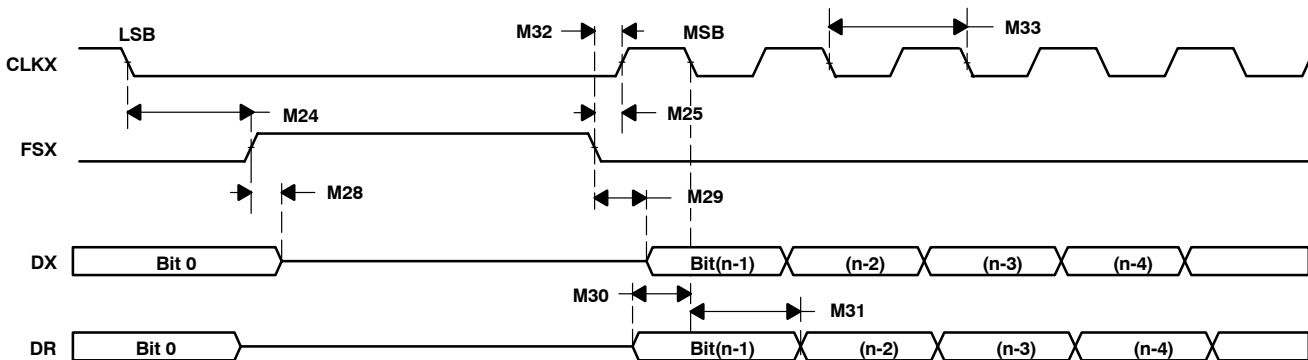 LSB
M32
MSB
M33
CLKX
M24
M25
FSX
M28
M29
DX
Bit 0
Bit(n-1)
(n-2)
(n-3)
(n-4)
M30
M31
DR
Bit 0
Bit(n-1)
(n-2)
(n-3)
(n-4)